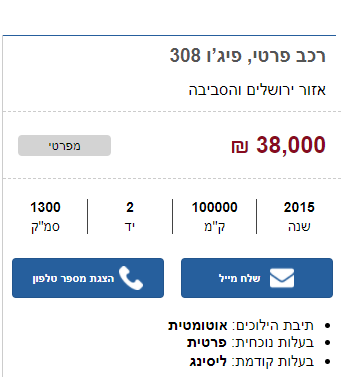 רכב פרטי, פיג'ו 308
אזור ירושלים והסביבה
38,000 ₪
מפרטי
2015 100000 2 1300
שנה ק"מ יד סמ"ק
שלח מייל
הצגת מספר טלפון
תיבת הילוכים: אוטומטית
בעלות נוכחית: פרטית
בעלות קודמת: ליסינג